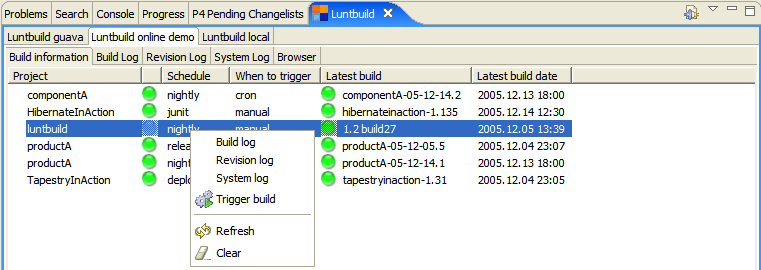 Problems Search Console Progress P4 Pending Changelists Luntbuild
Luntbuild guava Luntbuild online demo Luntbuild local
Build information Build Log Revision Log System Log Browser
Project Schedule When to trigger Latest build Latest build date
componentA nightly cron componentA-05-12-14.2 2005.12.13 18:00
HibernateInAction junit manual hibernateinaction-1.135 2005.12.14 12:30
luntbuild nightly manual 1.2 build27 2005.12.05 13:39
productA relea productA-05-12-05.5 2005.12.04 23:07
productA night productA-05-12-14.1 2005.12.13 18:00
TapestryInAction deplo tapestryinaction-1.31 2005.12.04 23:05
Build log
Revision log
System log
Trigger build
Refresh
Clear